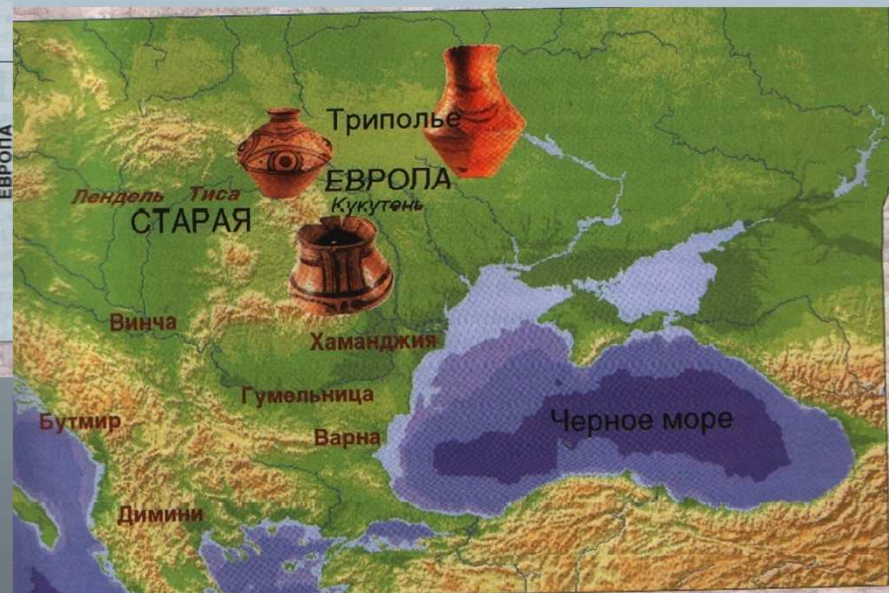 ЕВРОПА
Триполье
ЕВРОПА
Лендель Тиса
Кукутень
СТАРАЯ
Винча
Хаманджия
Гумельница
Бутмир
Варна
Черное море
Димини